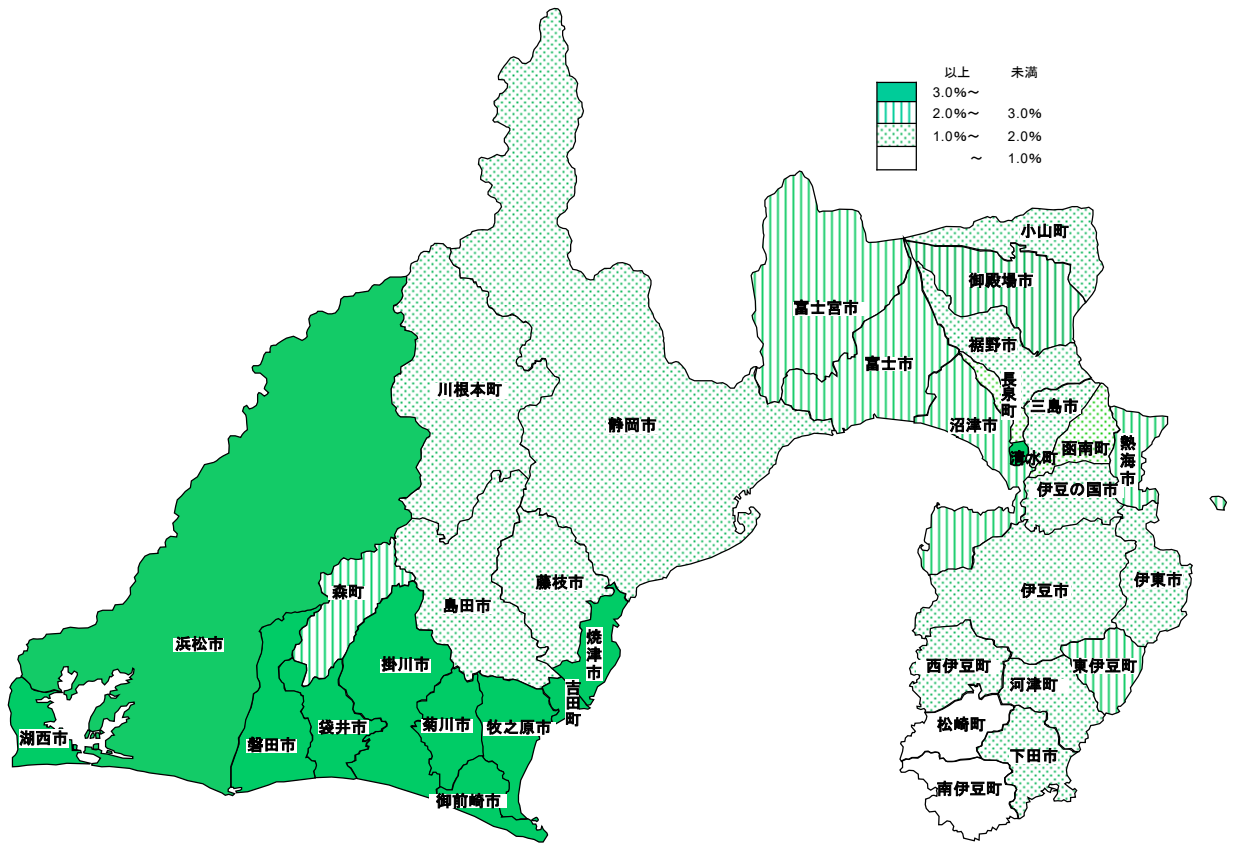 以上 未満
3.0%～
2.0%～ 3.0%
1.0%～ 2.0%
～ 1.0%
小山町
御殿場市
富士宮市
裾野市
富士市
長泉町
川根本町
三島市
静岡市
沼津市
函南町
熱海市
清水町
伊豆の国市
藤枝市
伊東市
森町
伊豆市
島田市
浜松市
焼津市
掛川市
西伊豆町
東伊豆町
河津町
吉田町
松崎町
菊川市
牧之原市
袋井市
湖西市
磐田市
下田市
南伊豆町
御前崎市